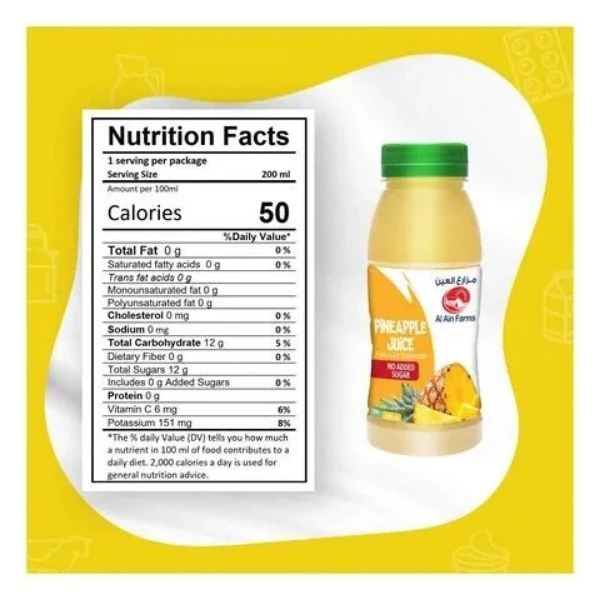 Nutrition Facts
1 serving per package
Serving Size 200 ml
Amount per 100ml
Calories 50
%Daily Value*
Total Fat 0 g 0 %
Saturated fatty acids 0 g 0 %
Trans fat acids 0 g
Monounsaturated fat 0 g
Polyunsaturated fat 0 g
Cholesterol 0 mg 0 %
Sodium 0 mg 0 %
Total Carbohydrate 12 g 5 %
Dietary Fiber 0 g 0 %
Total Sugars 12 g
Includes 0 g Added Sugars 0 %
Protein 0 g
Vitamin C 6 mg 6%
Potassium 151 mg 8%
*The % daily Value (DV) tells you how much
a nutrient in 100 ml of food contributes to a
daily diet. 2,000 calories a day is used for
general nutrition advice.
مزارع العين
Al Ain Farms
PINEAPPLE
JUICE
NO ADDED
SUGAR